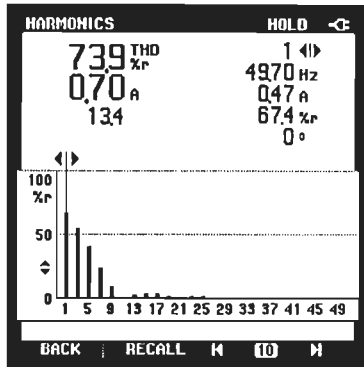 HARMONICS HOLD
73.9 THD %r
0.70 A
13.4
1
49.70 Hz
0.47 A
67.4 %r
0 °
100
%r
50
0
1 5 9 13 17 21 25 29 33 37 41 45 49
BACK RECALL 10